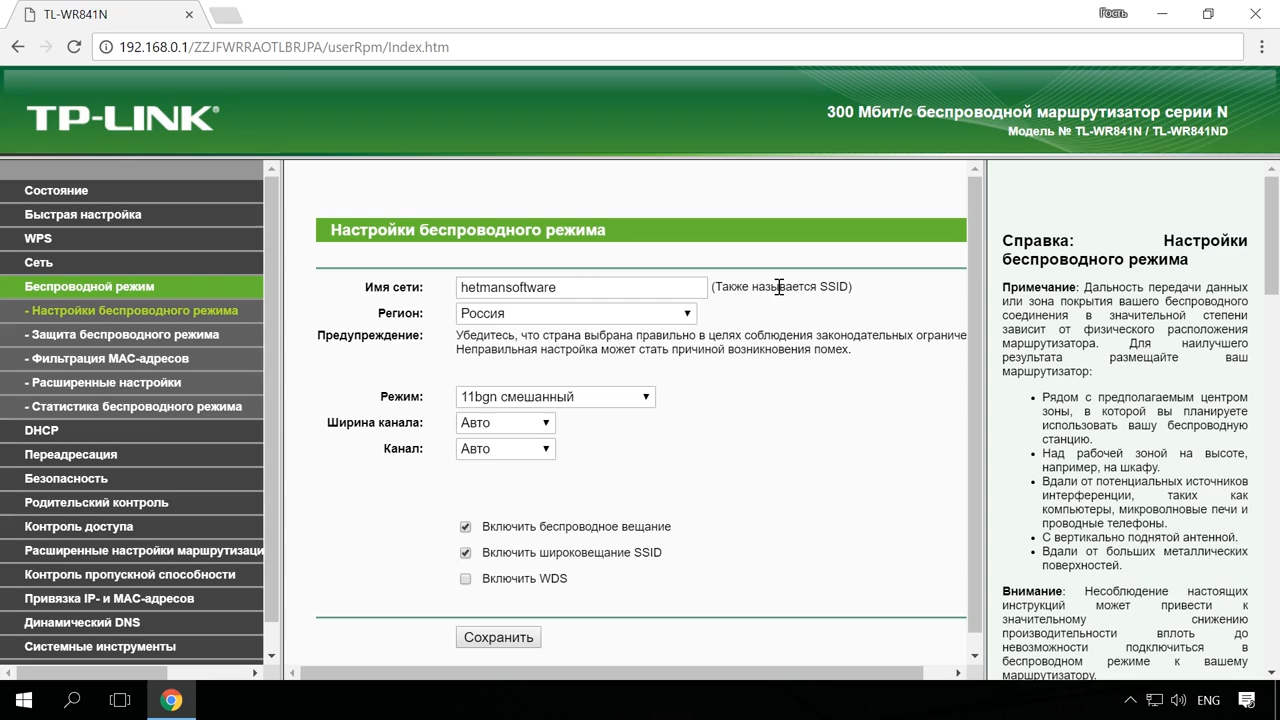 TL-WR841N
Гость
192.168.0.1/ZZJFWRRAOTLBRJPA/userRpm/Index.htm
TP-LINK®
300 Мбит/с беспроводной маршрутизатор серии N
Модель № TL-WR841N / TL-WR841ND
Состояние
Быстрая настройка
WPS
Сеть
Беспроводной режим
- Настройки беспроводного режима
- Защита беспроводного режима
- Фильтрация MAC-адресов
- Расширенные настройки
- Статистика беспроводного режима
DHCP
Переадресация
Безопасность
Родительский контроль
Контроль доступа
Расширенные настройки маршрутизаци
Контроль пропускной способности
Привязка IP- и MAC-адресов
Динамический DNS
Системные инструменты
Настройки беспроводного режима
Имя сети: hetmansoftware (Также называется SSID)
Регион: Россия
Предупреждение: Убедитесь, что страна выбрана правильно в целях соблюдения законодательных ограниче
Неправильная настройка может стать причиной возникновения помех.
Режим: 11bgn смешанный
Ширина канала: Авто
Канал: Авто
Включить беспроводное вещание
Включить широковещание SSID
Включить WDS
Сохранить
Справка: Настройки
беспроводного режима
Примечание: Дальность передачи данных
или зона покрытия вашего беспроводного
соединения в значительной степени
зависит от физического расположения
маршрутизатора. Для наилучшего
результата размещайте ваш
маршрутизатор:
• Рядом с предполагаемым центром
зоны, в которой вы планируете
использовать вашу беспроводную
станцию.
• Над рабочей зоной на высоте,
например, на шкафу.
• Вдали от потенциальных источников
интерференции, таких как
компьютеры, микроволновые печи и
проводные телефоны.
• С вертикально поднятой антенной.
• Вдали от больших металлических
поверхностей.
Внимание: Несоблюдение настоящих
инструкций может привести к
значительному снижению
производительности вплоть до
невозможности подключиться в
беспроводном режиме к вашему
маршрутизатору.
ENG